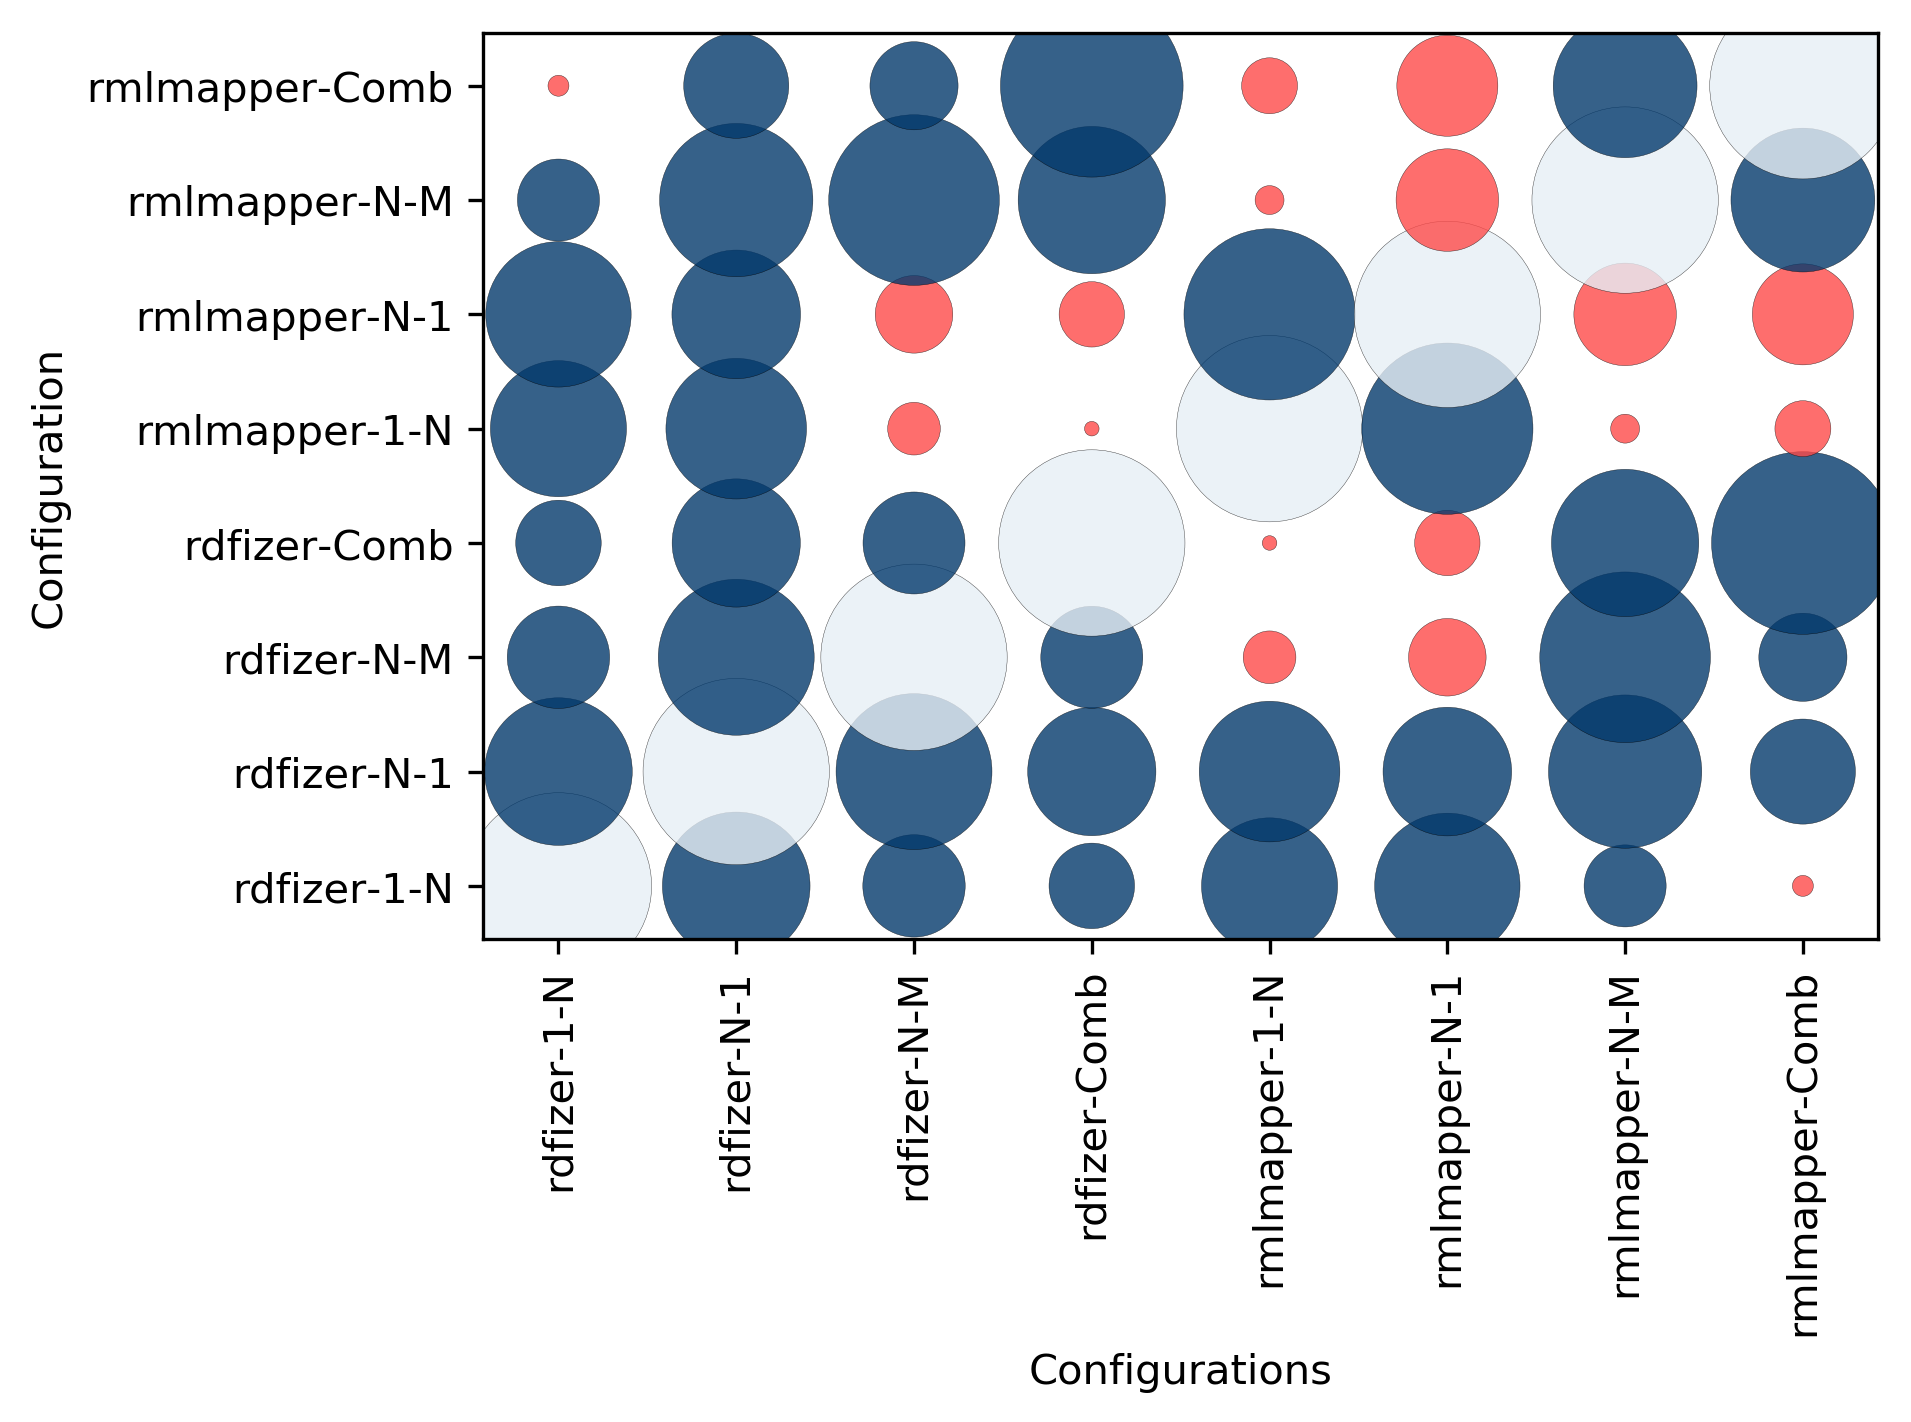 rmlmapper-Comb
rmlmapper-N-M
rmlmapper-N-1
rmlmapper-1-N
rdfizer-Comb
rdfizer-N-M
rdfizer-N-1
rdfizer-1-N
Configuration
rdfizer-1-N
rdfizer-N-1
rdfizer-N-M
rdfizer-Comb
rmlmapper-1-N
rmlmapper-N-1
rmlmapper-N-M
rmlmapper-Comb
Configurations